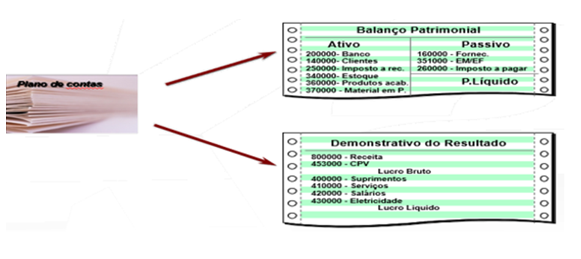 Plano de contas
Balanço Patrimonial
Ativo
200000- Banco
140000- Clientes
250000- Imposto a rec.
340000- Estoque
360000- Produtos acab.
370000 - Material em P.
Passivo
160000 - Fornec.
351000 - EM/EF
260000 - Imposto a pagar
P.Líquido
Demonstrativo do Resultado
800000 - Receita
453000 - CPV
Lucro Bruto
400000 - Suprimentos
410000 - Serviços
420000 - Salários
430000 - Eletricidade
Lucro Liquido